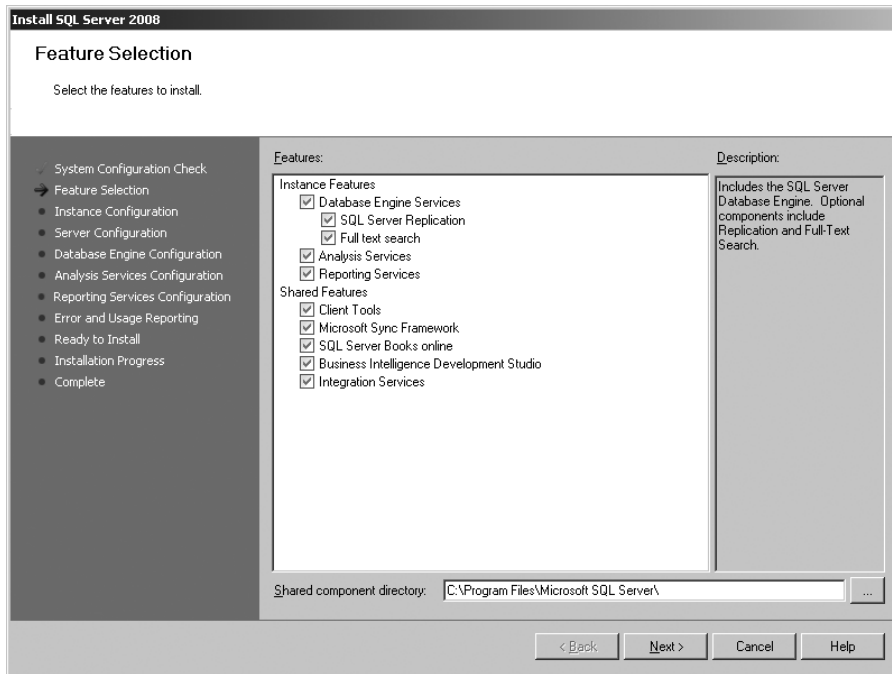 Install SQL Server 2008
Feature Selection
Select the features to install.
System Configuration Check
Feature Selection
Instance Configuration
Server Configuration
Database Engine Configuration
Analysis Services Configuration
Reporting Services Configuration
Error and Usage Reporting
Ready to Install
Installation Progress
Complete
Features:
Instance Features
Database Engine Services
SQL Server Replication
Full text search
Analysis Services
Reporting Services
Shared Features
Client Tools
Microsoft Sync Framework
SQL Server Books online
Business Intelligence Development Studio
Integration Services
Description:
Includes the SQL Server
Database Engine. Optional
components include
Replication and Full-Text
Search.
Shared component directory: C:\Program Files\Microsoft SQL Server\ ...
< Back Next > Cancel Help